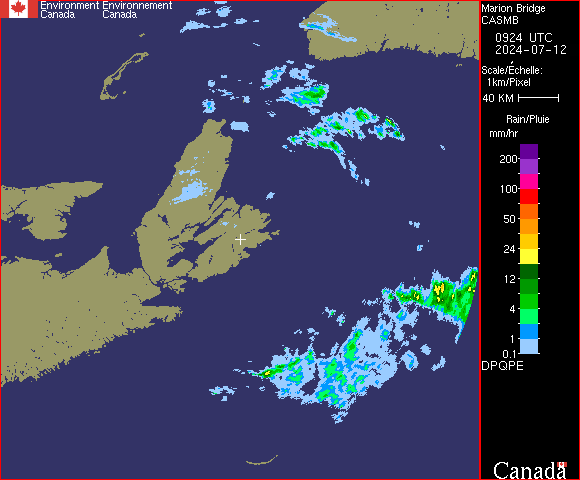 Environment Environnement
Canada Canada
Marion Bridge
CASMB
0924 UTC
2024-07-12
Scale/Échelle:
1km/Pixel
40 KM
Rain/Pluie
mm/hr
200
100
50
24
12
4
1
0.1
DPQPE
Canada